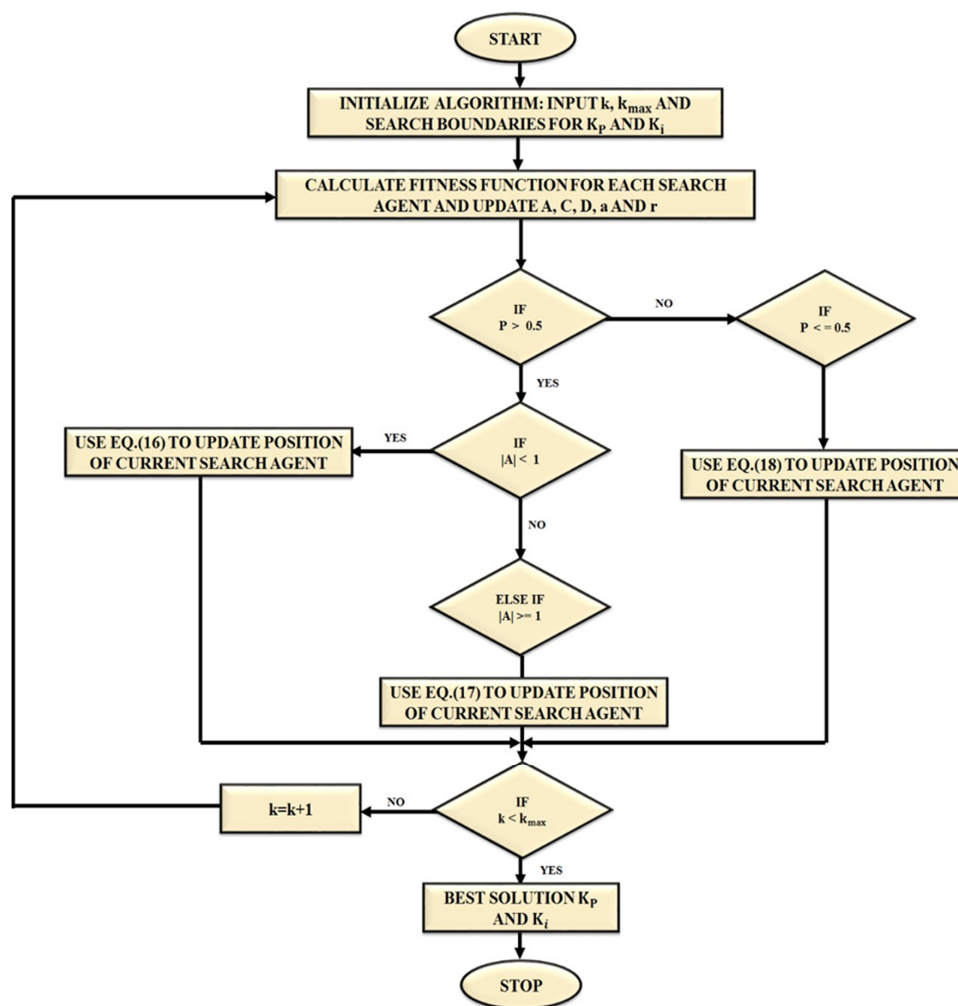 START
INITIALIZE ALGORITHM: INPUT k, kmax AND
SEARCH BOUNDARIES FOR KP AND Ki
CALCULATE FITNESS FUNCTION FOR EACH SEARCH
AGENT AND UPDATE A, C, D, a AND r
IF
P > 0.5
NO
IF
P < = 0.5
YES
IF
|A| < 1
YES
USE EQ.(16) TO UPDATE POSITION
OF CURRENT SEARCH AGENT
USE EQ.(18) TO UPDATE POSITION
OF CURRENT SEARCH AGENT
NO
ELSE IF
|A| >= 1
USE EQ.(17) TO UPDATE POSITION
OF CURRENT SEARCH AGENT
IF
k < kmax
NO
k=k+1
YES
BEST SOLUTION KP
AND Ki
STOP